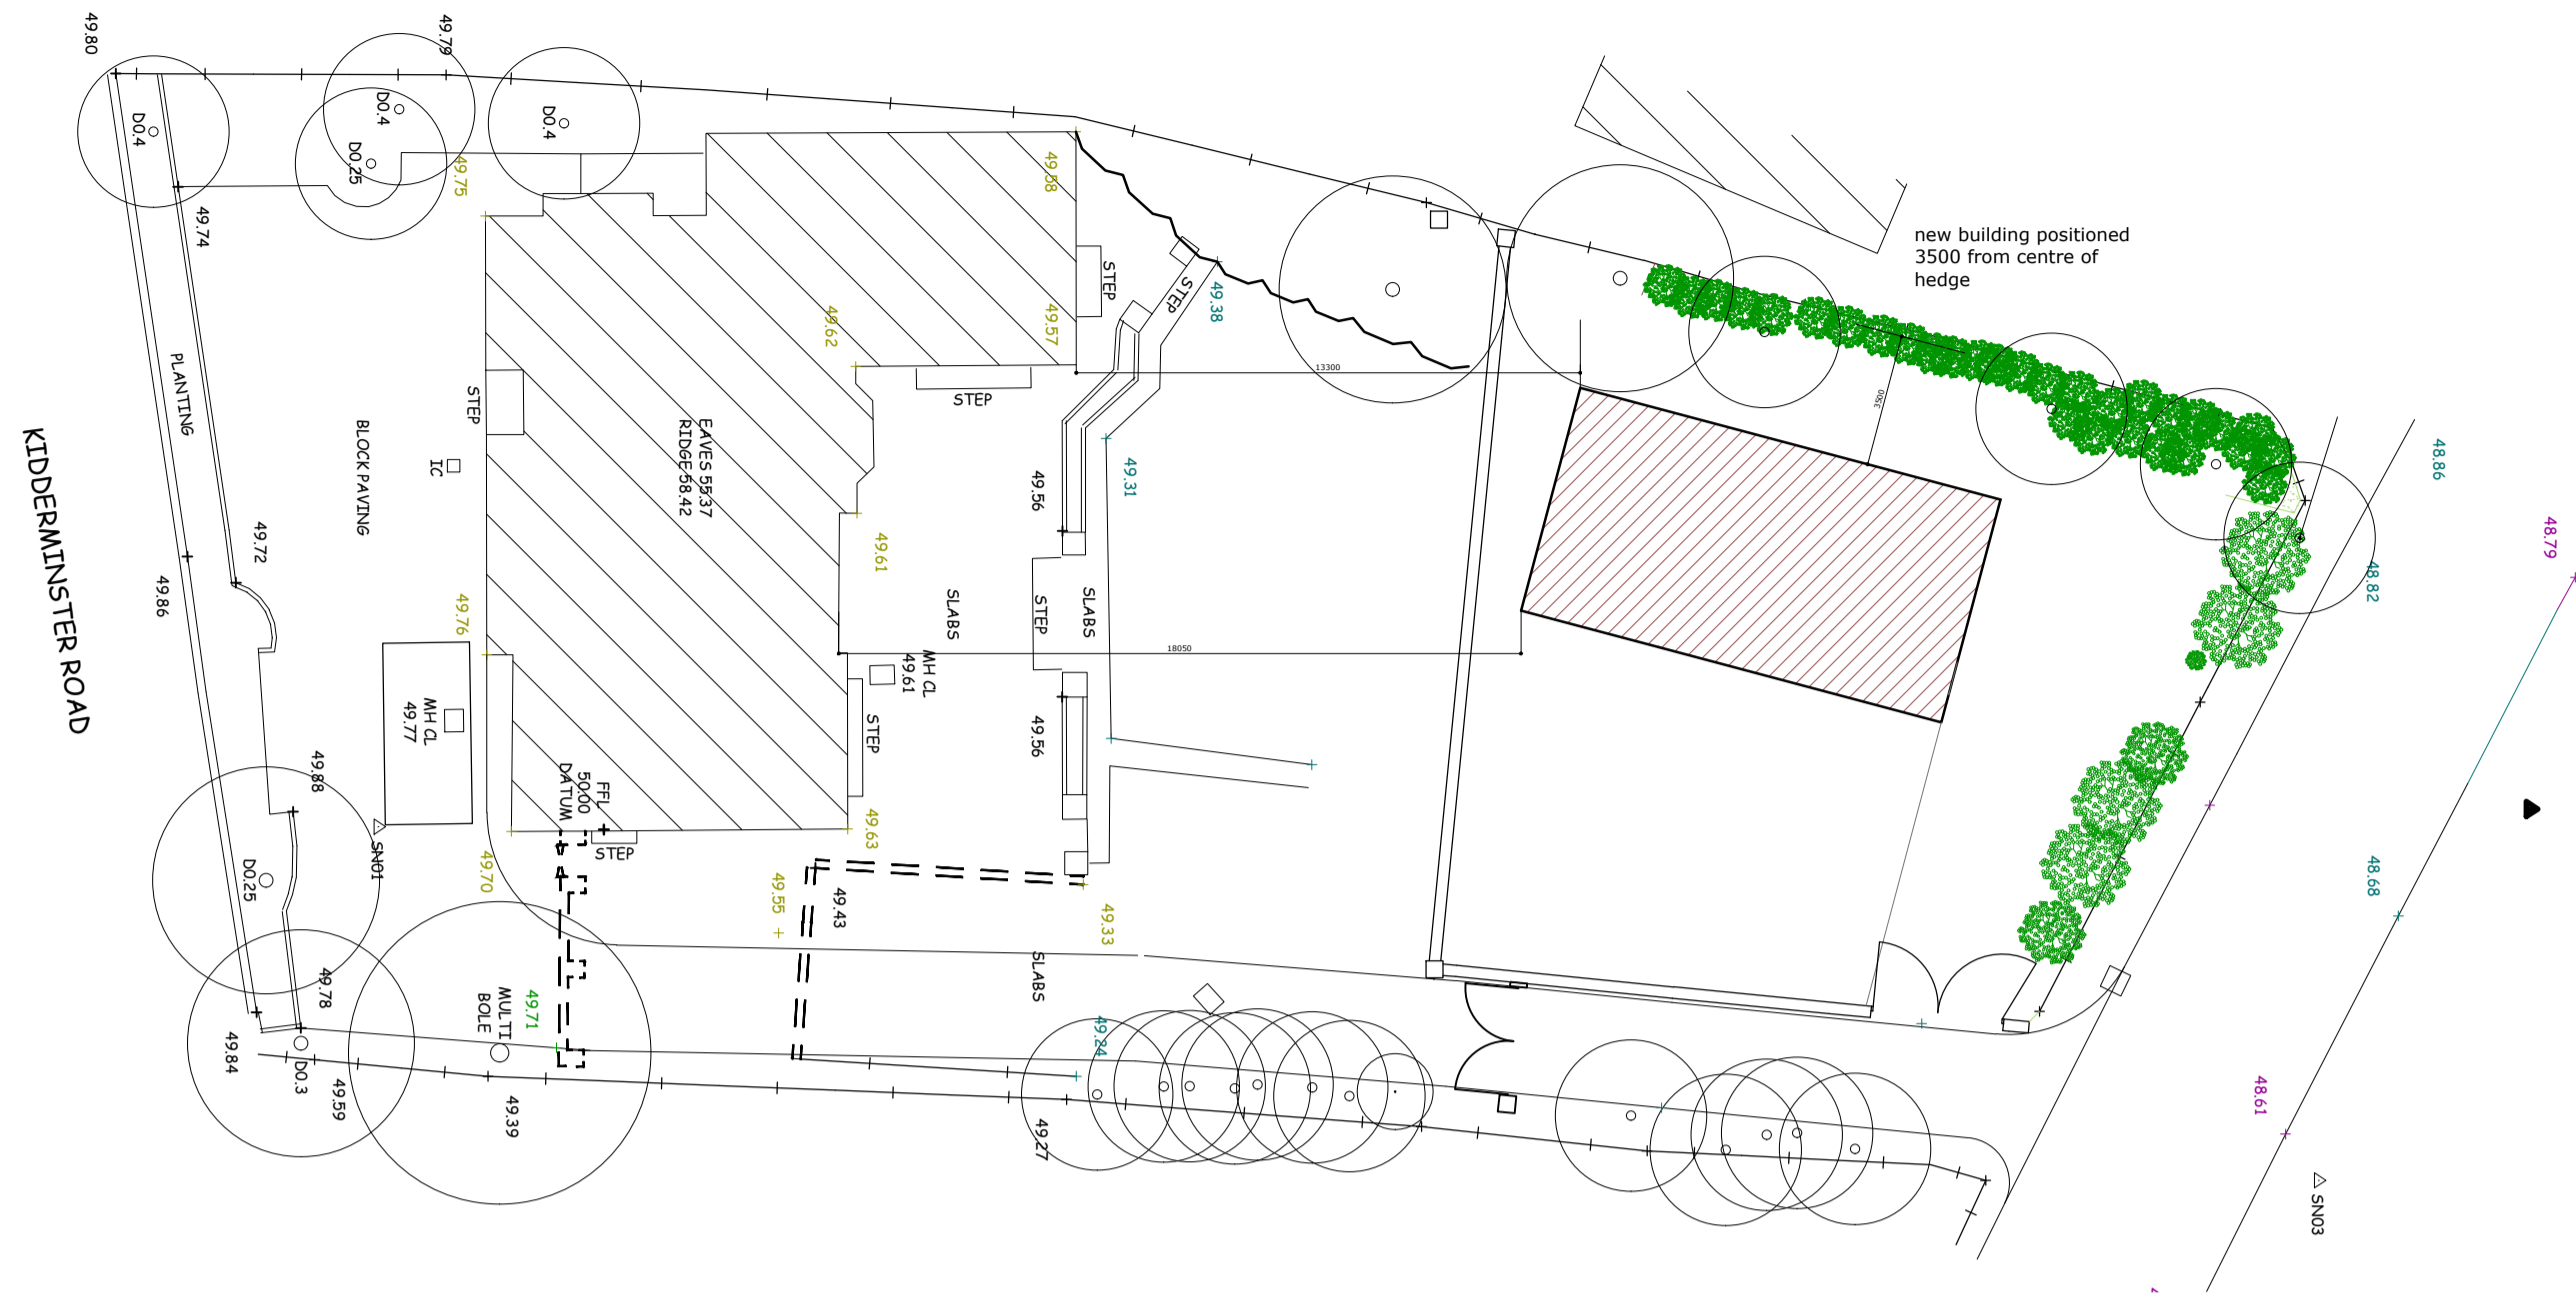 49.80
49.79
D0.4
D0.4
D0.4
D0.25
49.75
49.74
49.58
STEP
STEP
49.38
new building positioned
3500 from centre of
hedge
49.62
49.57
13300
3500
PLANTING
STEP
STEP
BLOCK PAVING
IC
EAVES 55.37
RIDGE 58.42
KIDDERMINSTER ROAD
49.56
49.31
48.86
48.79
48.82
49.72
49.86
49.61
49.76
SLABS
STEP
SLABS
18050
MH CL
49.61
MH CL
49.77
STEP
49.56
49.88
FFL
50.00
DATUM
STEP
49.63
SN01
D0.25
49.70
49.55
49.43
49.33
48.68
SLABS
49.78
MULTI
BOLE
49.71
49.24
49.84
D0.3
49.59
49.39
49.27
48.61
SN03